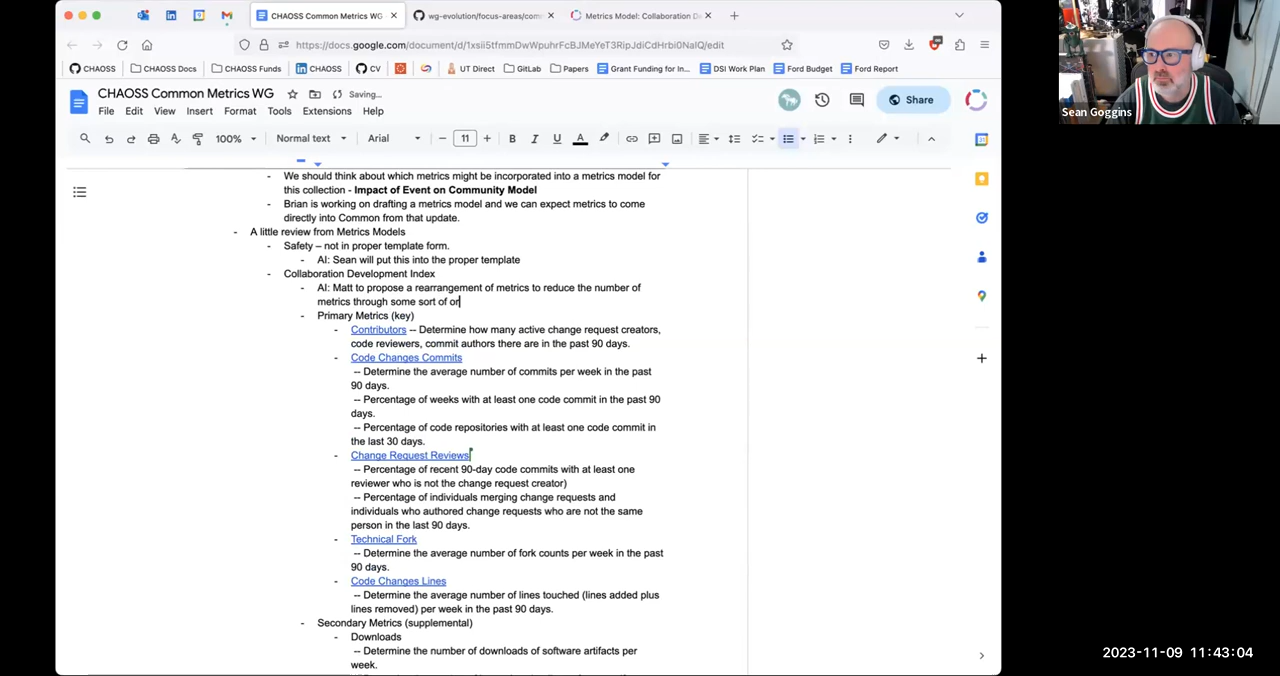 CHAOSS Common Metrics WG
wg-evolution/focus-areas/com
Metrics Model: Collaboration D
https://docs.google.com/document/d/1xsii5tfmmDwWpuhrFcBJMeYeT3RipJdiCdHrbi0NaIQ/edit
CHAOSS CHAOSS Docs CHAOSS Funds CHAOSS CV UT Direct GitLab Papers Grant Funding for In... DSI Work Plan Ford Budget Ford Report
CHAOSS Common Metrics WG Saving... Share
File Edit View Insert Format Tools Extensions Help
100% Normal text Arial 11
- We should think about which metrics might be incorporated into a metrics model for
this collection - Impact of Event on Community Model
- Brian is working on drafting a metrics model and we can expect metrics to come
directly into Common from that update.
- A little review from Metrics Models
- Safety – not in proper template form.
- AI: Sean will put this into the proper template
- Collaboration Development Index
- AI: Matt to propose a rearrangement of metrics to reduce the number of
metrics through some sort of or
- Primary Metrics (key)
- Contributors -- Determine how many active change request creators,
code reviewers, commit authors there are in the past 90 days.
- Code Changes Commits
-- Determine the average number of commits per week in the past
90 days.
-- Percentage of weeks with at least one code commit in the past 90
days.
-- Percentage of code repositories with at least one code commit in
the last 30 days.
- Change Request Reviews
-- Percentage of recent 90-day code commits with at least one
reviewer who is not the change request creator)
-- Percentage of individuals merging change requests and
individuals who authored change requests who are not the same
person in the last 90 days.
- Technical Fork
-- Determine the average number of fork counts per week in the past
90 days.
- Code Changes Lines
-- Determine the average number of lines touched (lines added plus
lines removed) per week in the past 90 days.
- Secondary Metrics (supplemental)
- Downloads
-- Determine the number of downloads of software artifacts per
week.
Sean Goggins
2023-11-09 11:43:04